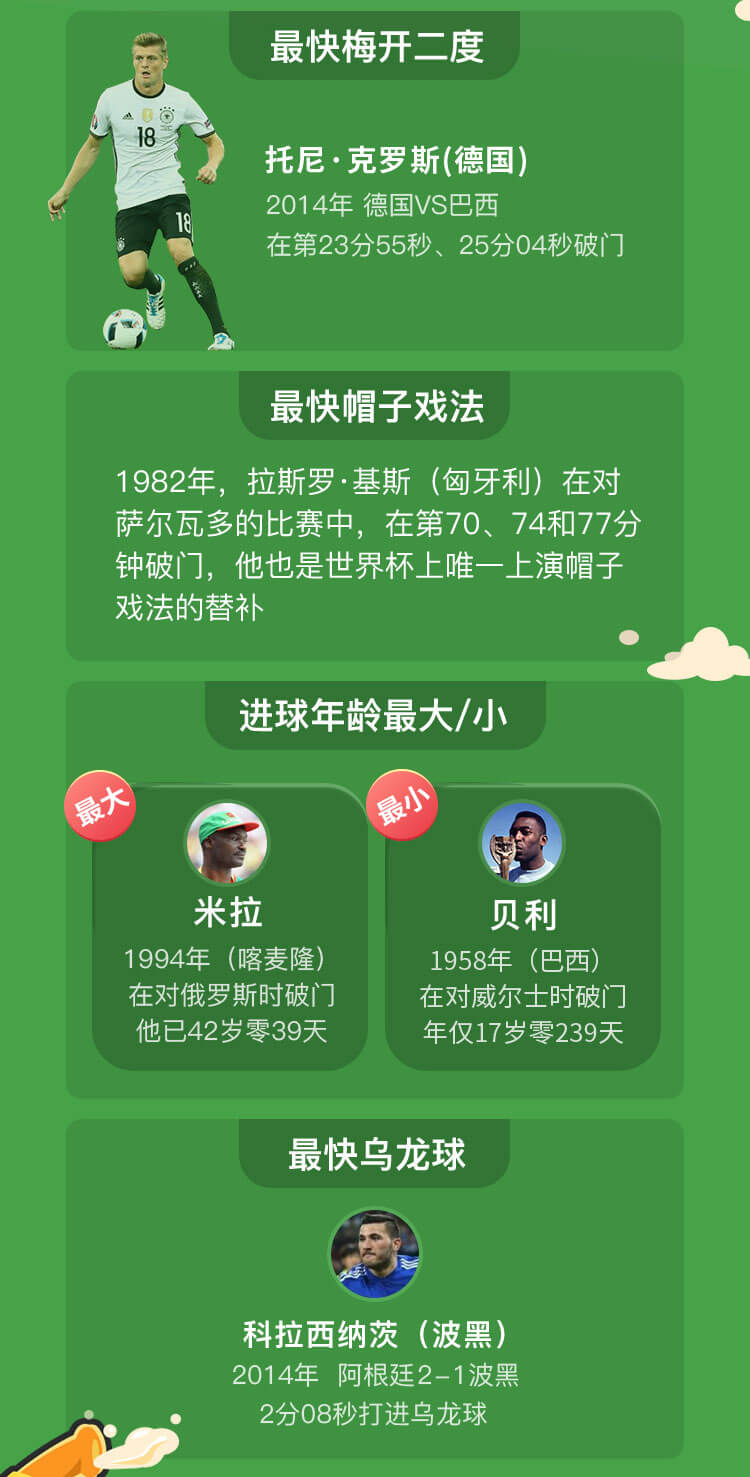 最快梅开二度
18
18
托尼·克罗斯(德国)
2014年 德国VS巴西
在第23分55秒、25分04秒破门
最快帽子戏法
1982年，拉斯罗·基斯（匈牙利）在对
萨尔瓦多的比赛中，在第70、74和77分
钟破门，他也是世界杯上唯一上演帽子
戏法的替补
进球年龄最大/小
最大
米拉
1994年（喀麦隆）
在对俄罗斯时破门
他已42岁零39天
最小
贝利
1958年（巴西）
在对威尔士时破门
年仅17岁零239天
最快乌龙球
科拉西纳茨（波黑）
2014年 阿根廷2-1波黑
2分08秒打进乌龙球